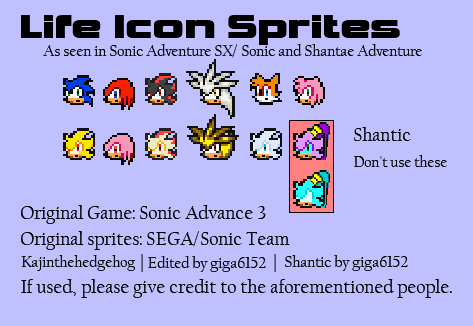 Life Icon Sprites
As seen in Sonic Adventure SX/ Sonic and Shantae Adventure
Shantic
Don't use these
Original Game: Sonic Advance 3
Original sprites: SEGA/Sonic Team
Kajinthehedgehog | Edited by giga6152 | Shantic by giga6152
If used, please give credit to the aforementioned people.